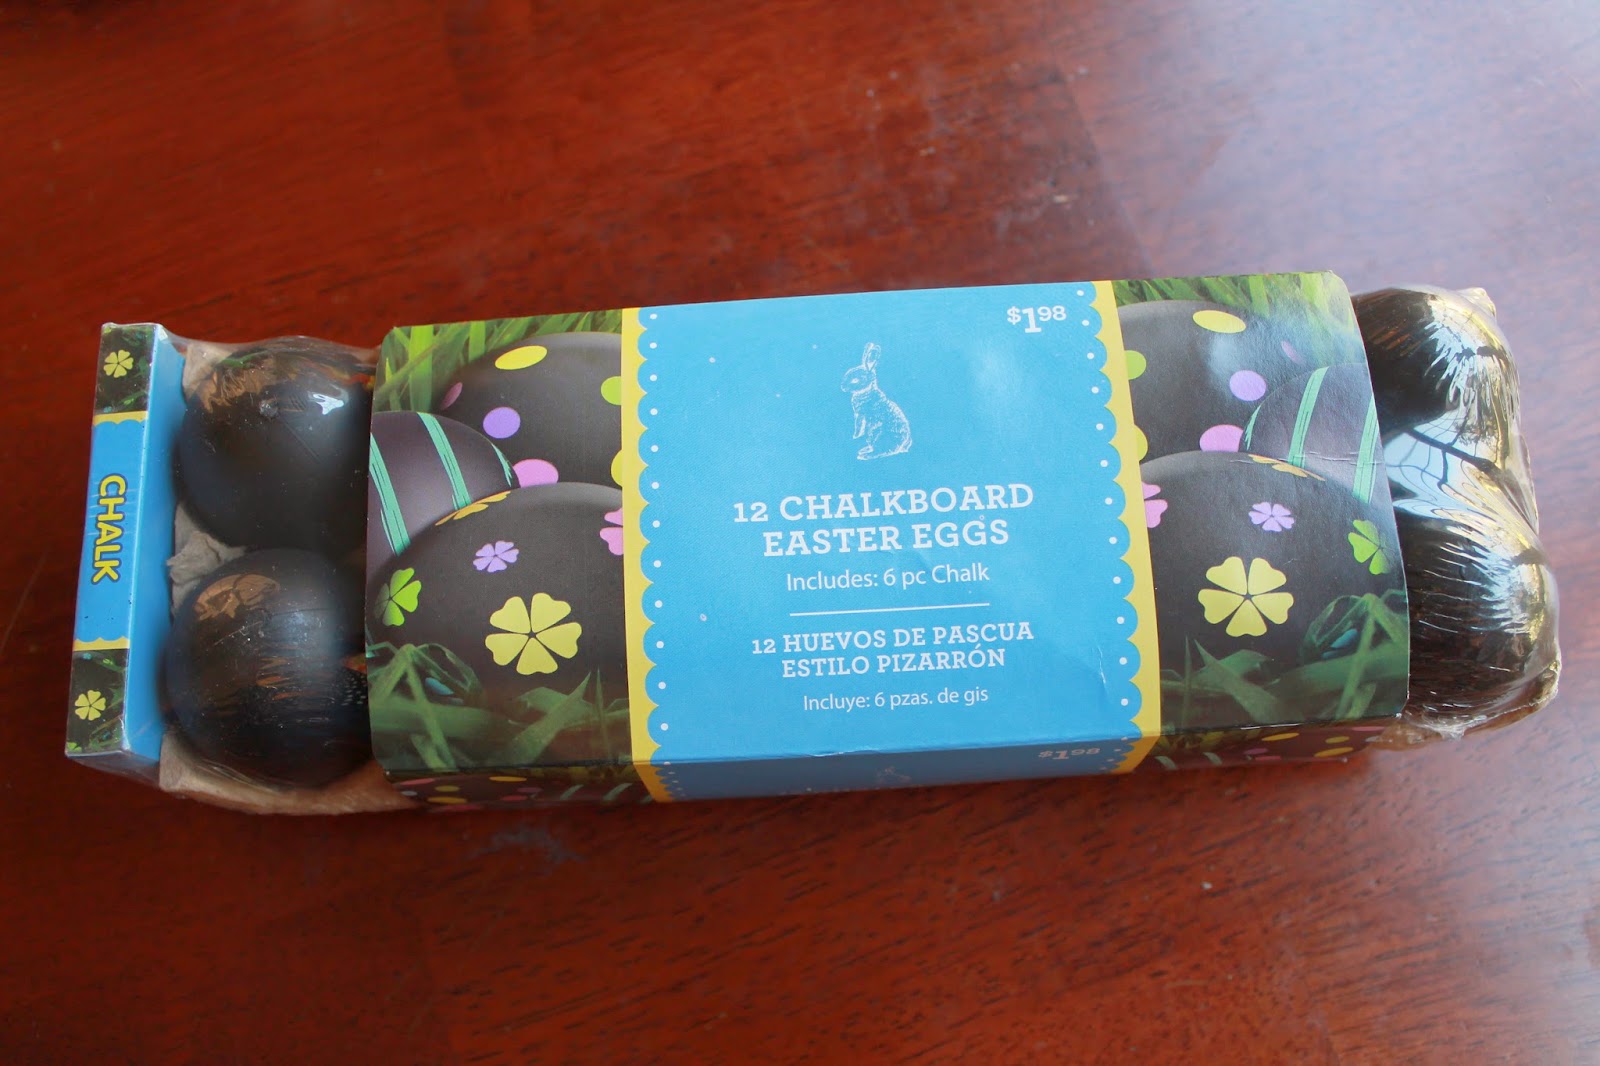 CHALK
$1.98
12 CHALKBOARD
EASTER EGGS
Includes: 6 pc Chalk
12 HUEVOS DE PASCUA
ESTILO PIZARRÓN
Incluye: 6 pzas. de gis
$1.98